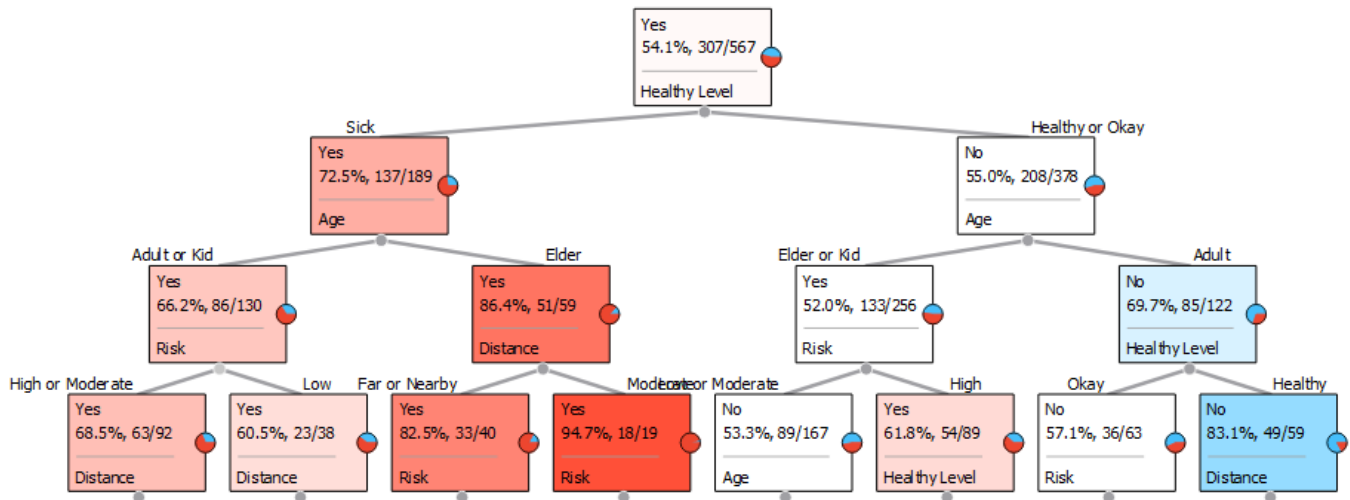 Yes
54.1%, 307/567
Healthy Level
Sick
Healthy or Okay
Yes
72.5%, 137/189
Age
No
55.0%, 208/378
Age
Adult or Kid
Elder
Elder or Kid
Adult
Yes
66.2%, 86/130
Risk
Yes
86.4%, 51/59
Distance
Yes
52.0%, 133/256
Risk
No
69.7%, 85/122
Healthy Level
High or Moderate
Low
Far or Nearby
Moderate
or Moderate
High
Okay
Healthy
Yes
68.5%, 63/92
Distance
Yes
60.5%, 23/38
Distance
Yes
82.5%, 33/40
Risk
Yes
94.7%, 18/19
Risk
No
53.3%, 89/167
Age
Yes
61.8%, 54/89
Healthy Level
No
57.1%, 36/63
Risk
No
83.1%, 49/59
Distance